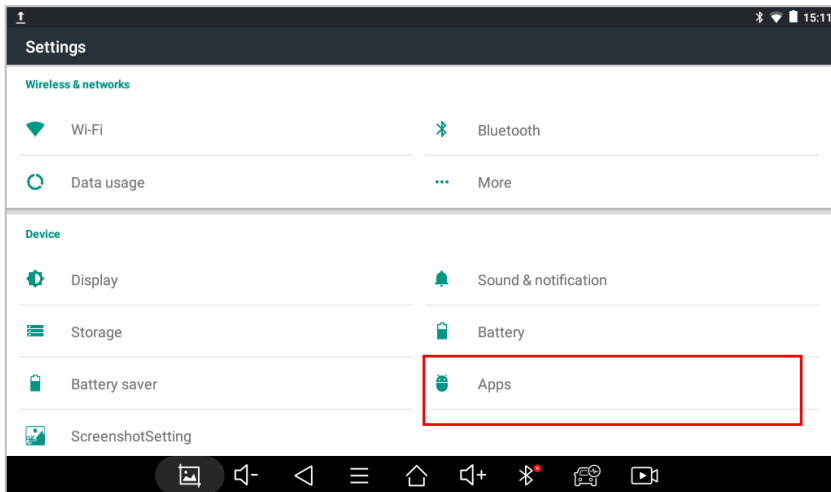 15:11
Settings
Wireless & networks
Wi-Fi
Bluetooth
Data usage
More
Device
Display
Sound & notification
Storage
Battery
Battery saver
Apps
ScreenshotSetting